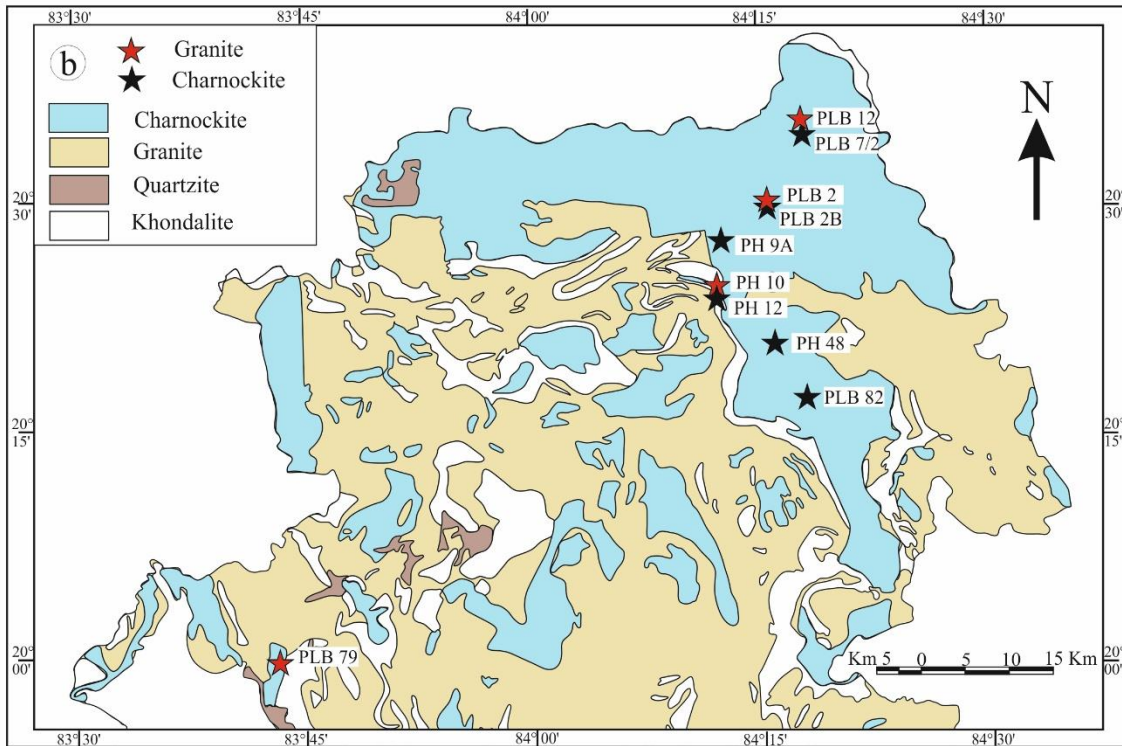 83° 30' 83° 45' 84° 00' 84° 15' 84° 30'
b
Granite
Charnockite
Charnockite
Granite
Quartzite
Khondalite
N
PLB 12
PLB 7/2
20° 30'
20° 30'
PLB 2
PLB 2B
PH 9A
PH 10
PH 12
PH 48
PLB 82
20° 15'
20° 15'
PLB 79
20° 00'
20° 00'
Km 5 0 5 10 15 Km
83° 30' 83° 45' 84° 00' 84° 15' 84° 30'